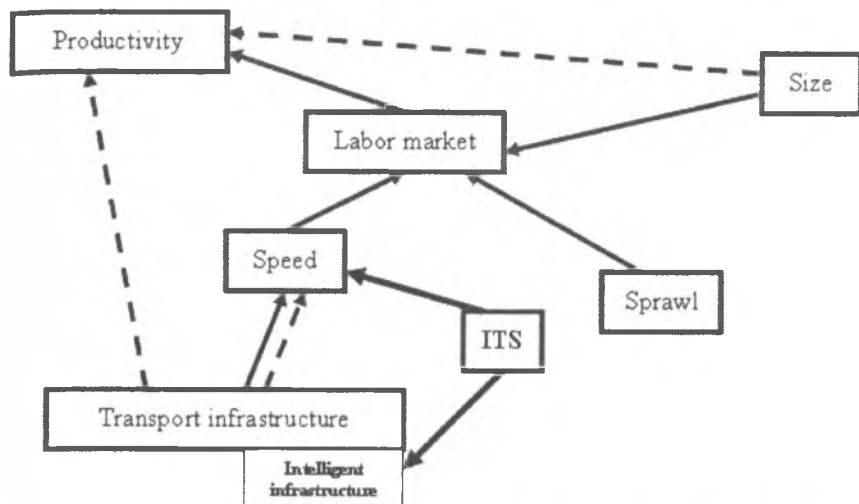 Productivity
Size
Labor market
Speed
Sprawl
ITS
Transport infrastructure
Intelligent
infrastructure